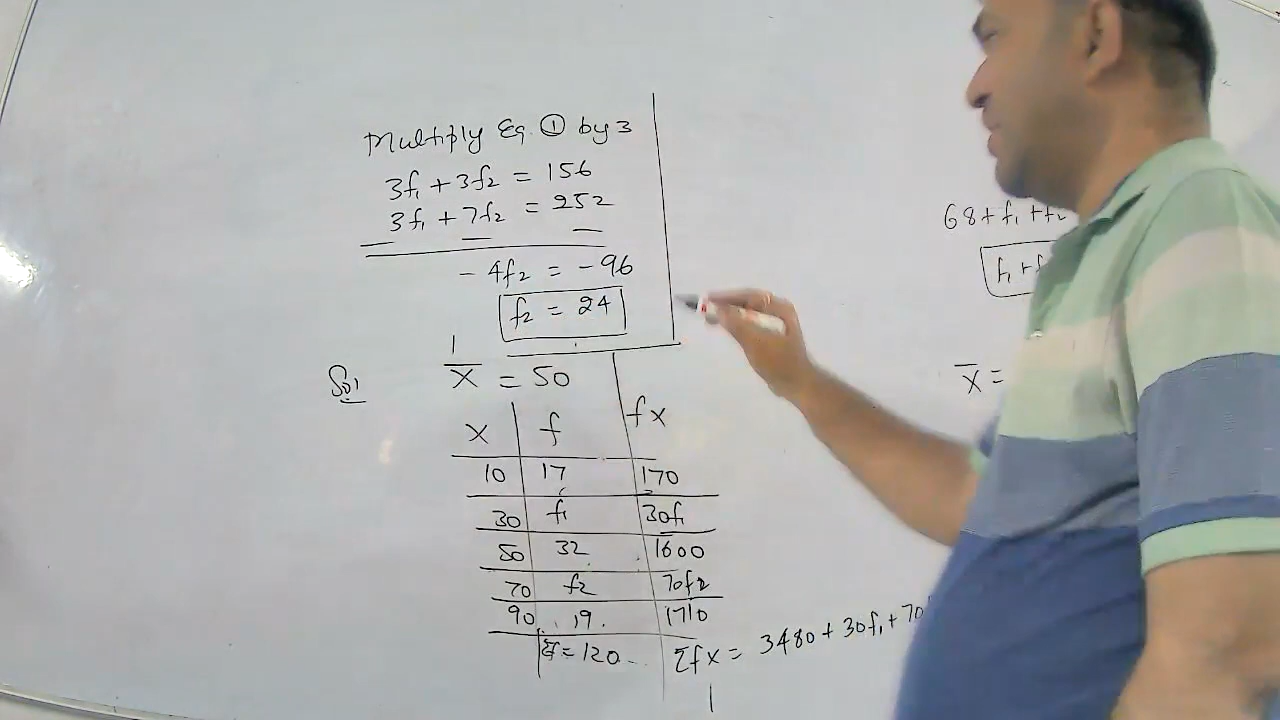 Multiply Eq. ① by 3
3f₁ + 3f₂ = 156
3f₁ + 7f₂ = 252
- 4f₂ = -96
f₂ = 24
Sol
X̄ = 50
x f fx
10 17 170
30 f₁ 30f₁
50 32 1600
70 f₂ 70f₂
90 19 1710
Σf = 120
Σfx = 3480 + 30f₁ + 70
68 + f₁ + f₂
f₁ + f
X̄ =